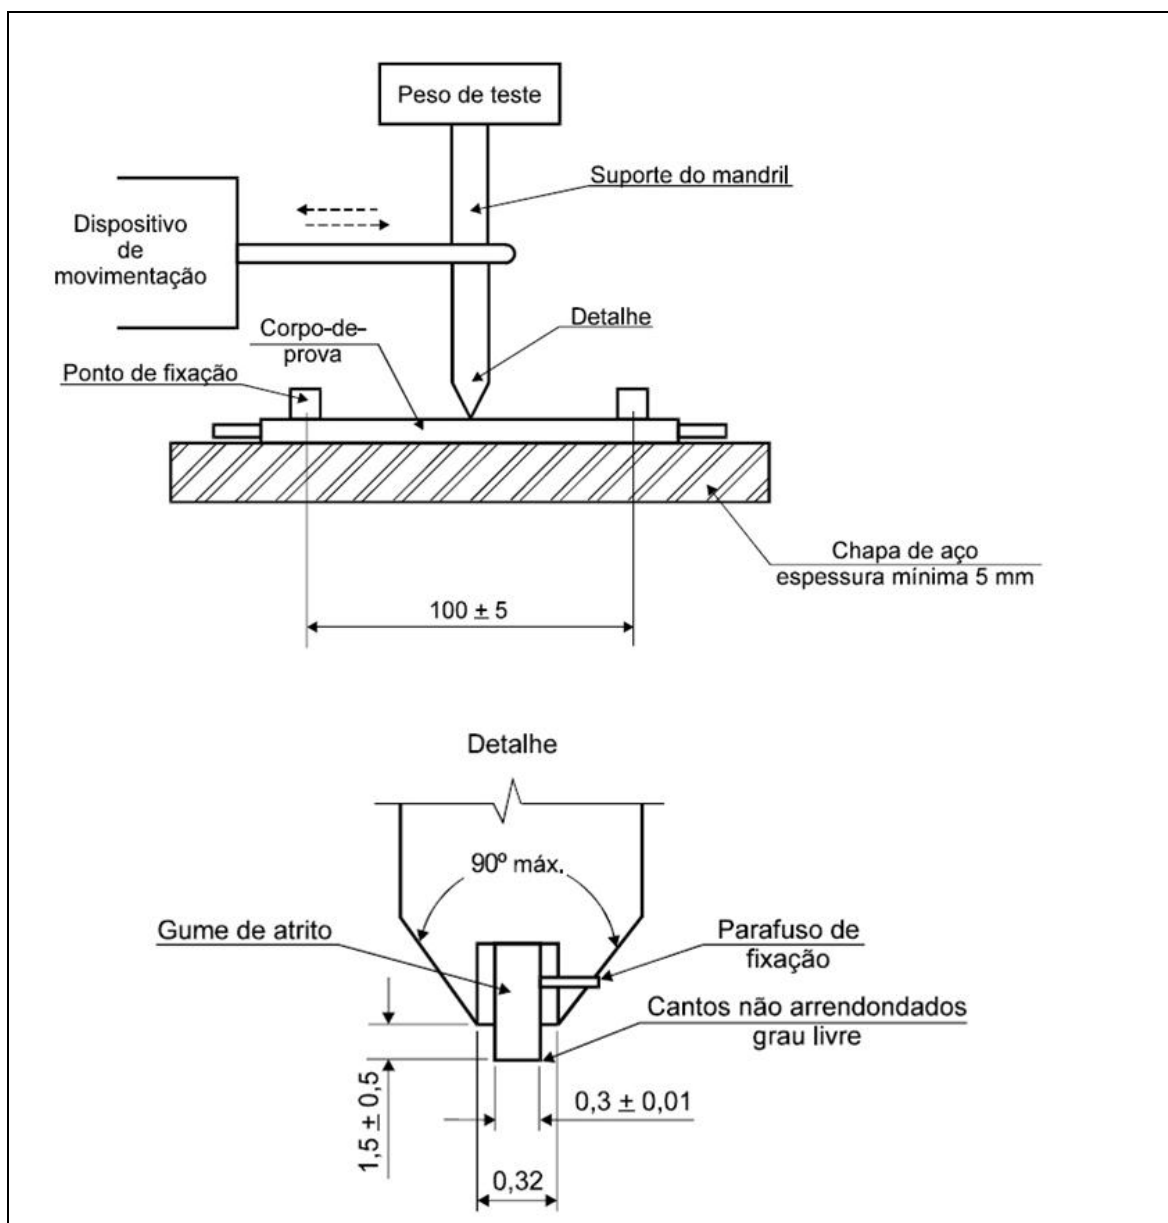 Peso de teste
Suporte do mandril
Dispositivo
de
movimentação
Detalhe
Corpo-de-
prova
Ponto de fixação
Chapa de aço
espessura mínima 5 mm
100 ± 5
Detalhe
90º máx.
Gume de atrito
Parafuso de
fixação
Cantos não arrendondados
grau livre
1,5 ± 0,5
0,3 ± 0,01
0,32